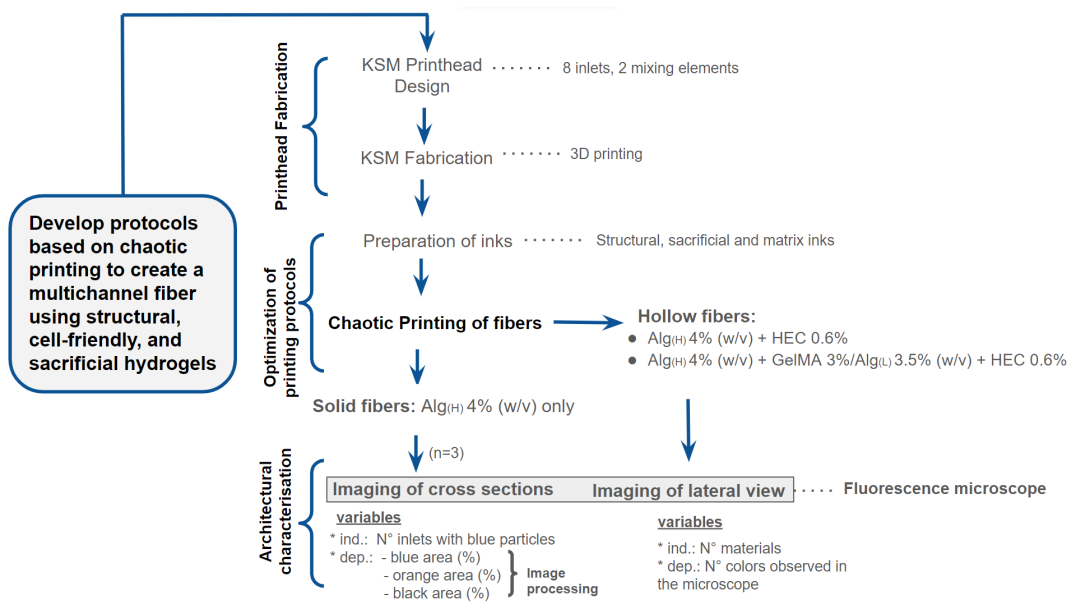 Develop protocols
based on chaotic
printing to create a
multichannel fiber
using structural,
cell-friendly, and
sacrificial hydrogels
Printhead Fabrication
KSM Printhead
Design
8 inlets, 2 mixing elements
KSM Fabrication
3D printing
Optimization of
printing protocols
Preparation of inks
Structural, sacrificial and matrix inks
Chaotic Printing of fibers
Hollow fibers:
● Alg(H) 4% (w/v) + HEC 0.6%
● Alg(H) 4% (w/v) + GelMA 3%/Alg(L) 3.5% (w/v) + HEC 0.6%
Solid fibers: Alg(H) 4% (w/v) only
(n=3)
Architectural
characterisation
Imaging of cross sections
Imaging of lateral view
Fluorescence microscope
variables
* ind.: N° inlets with blue particles
* dep.: - blue area (%)
- orange area (%)
- black area (%)
Image
processing
variables
* ind.: N° materials
* dep.: N° colors observed in
the microscope